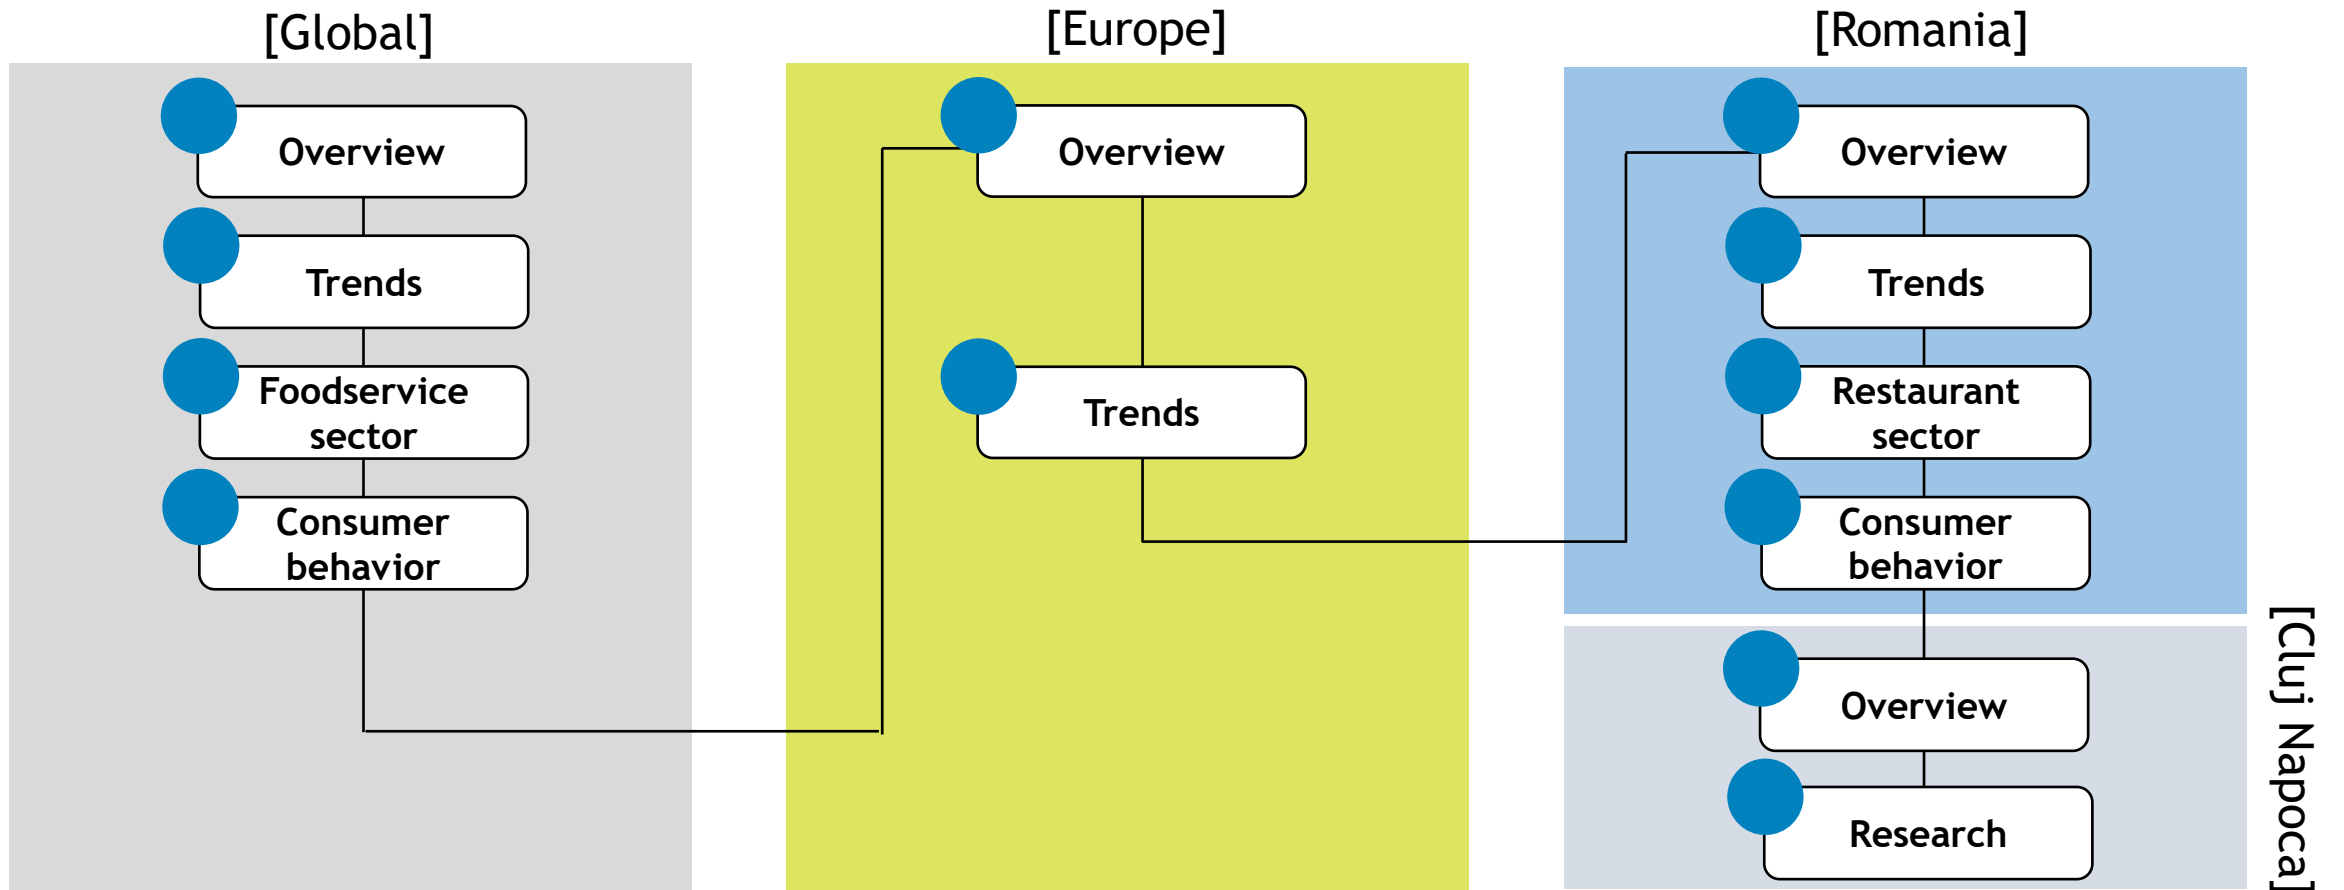 [Global]
Overview
Trends
Foodservice
sector
Consumer
behavior
[Europe]
Overview
Trends
[Romania]
Overview
Trends
Restaurant
sector
Consumer
behavior
[Cluj Napoca]
Overview
Research